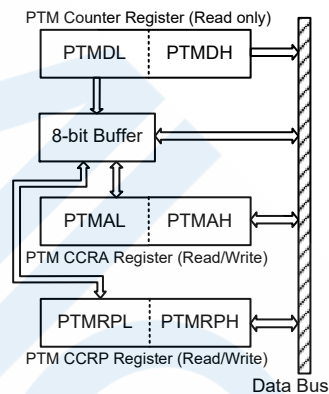 PTM Counter Register (Read only)
PTMDL PTMDH
8-bit Buffer
PTMAL PTMAH
PTM CCRA Register (Read/Write)
PTMRPL PTMRPH
PTM CCRP Register (Read/Write)
Data Bus